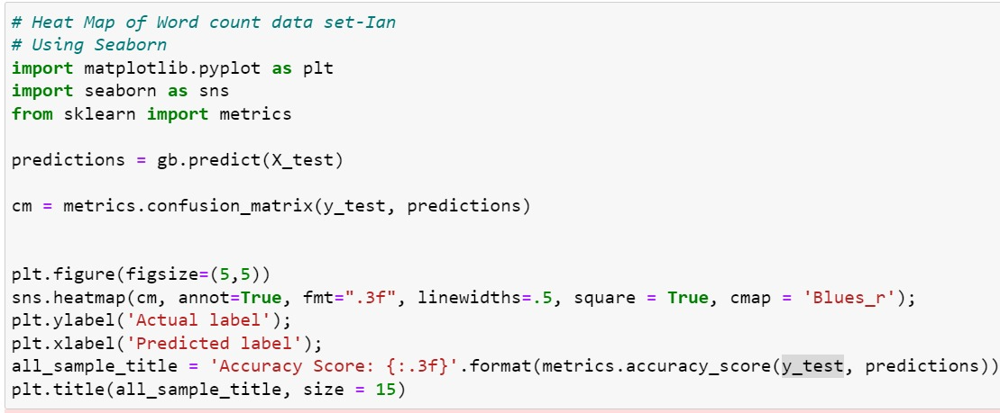 # Heat Map of Word count data set-Ian
# Using Seaborn
import matplotlib.pyplot as plt
import seaborn as sns
from sklearn import metrics
predictions = gb.predict(X_test)
cm = metrics.confusion_matrix(y_test, predictions)
plt.figure(figsize=(5,5))
sns.heatmap(cm, annot=True, fmt=".3f", linewidths=.5, square = True, cmap = 'Blues_r');
plt.ylabel('Actual label');
plt.xlabel('Predicted label');
all_sample_title = 'Accuracy Score: {:.3f}'.format(metrics.accuracy_score(y_test, predictions))
plt.title(all_sample_title, size = 15)